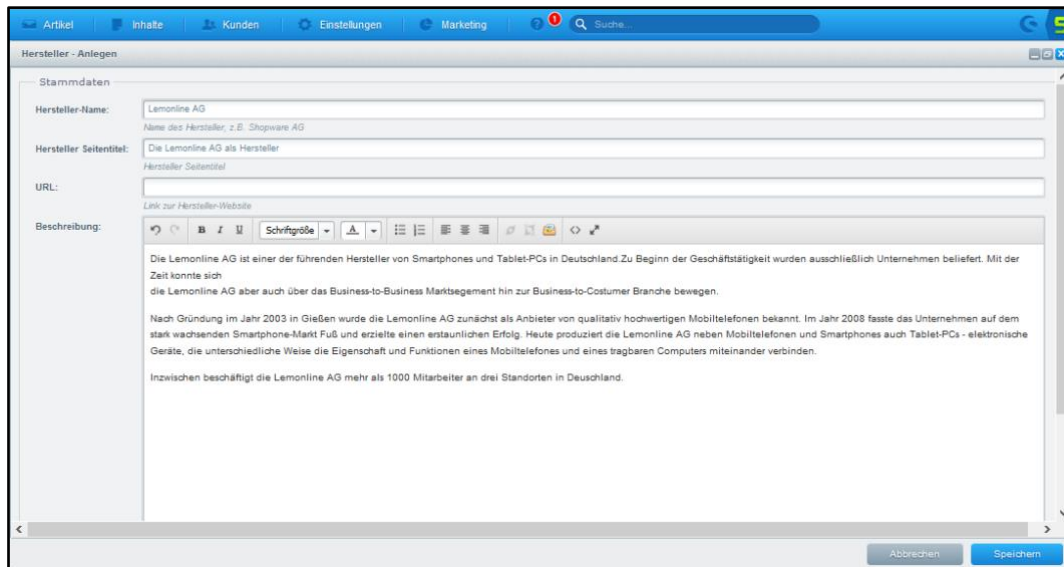 Artikel Inhalte Kunden Einstellungen Marketing ? 1 Suche...
Hersteller - Anlegen
Stammdaten
Hersteller-Name: Lemonline AG
Name des Hersteller, z.B. Shopware AG
Hersteller Seitentitel: Die Lemonline AG als Hersteller
Hersteller Seitentitel
URL:
Link zur Hersteller-Website
Beschreibung: B I U Schriftgröße A
Die Lemonline AG ist einer der führenden Hersteller von Smartphones und Tablet-PCs in Deutschland.Zu Beginn der Geschäftstätigkeit wurden ausschließlich Unternehmen beliefert. Mit der
Zeit konnte sich
die Lemonline AG aber auch über das Business-to-Business Marktsegement hin zur Business-to-Costumer Branche bewegen.
Nach Gründung im Jahr 2003 in Gießen wurde die Lemonline AG zunächst als Anbieter von qualitativ hochwertigen Mobiltelefonen bekannt. Im Jahr 2008 fasste das Unternehmen auf dem
stark wachsenden Smartphone-Markt Fuß und erzielte einen erstaunlichen Erfolg. Heute produziert die Lemonline AG neben Mobiltelefonen und Smartphones auch Tablet-PCs - elektronische
Geräte, die unterschiedliche Weise die Eigenschaft und Funktionen eines Mobiltelefones und eines tragbaren Computers miteinander verbinden.
Inzwischen beschäftigt die Lemonline AG mehr als 1000 Mitarbeiter an drei Standorten in Deuschland.
Abbrechen Speichern